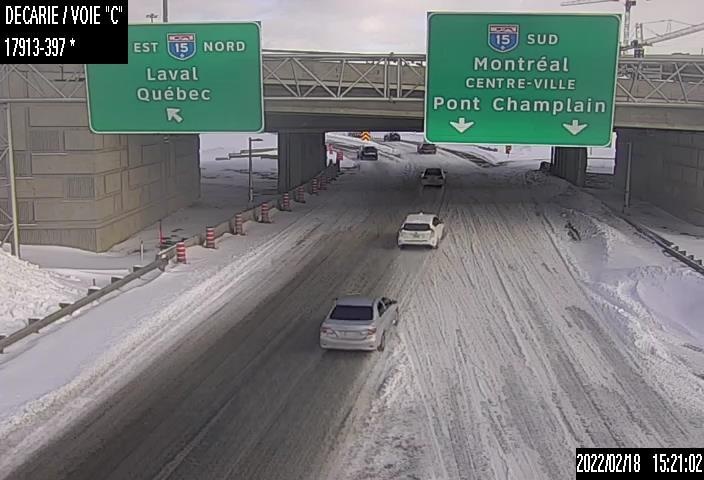 DECARIE / VOIE "C"
17913-397 *
EST 15 NORD
Laval
Québec
15 SUD
Montréal
CENTRE-VILLE
Pont Champlain
2022/02/18 15:21:02